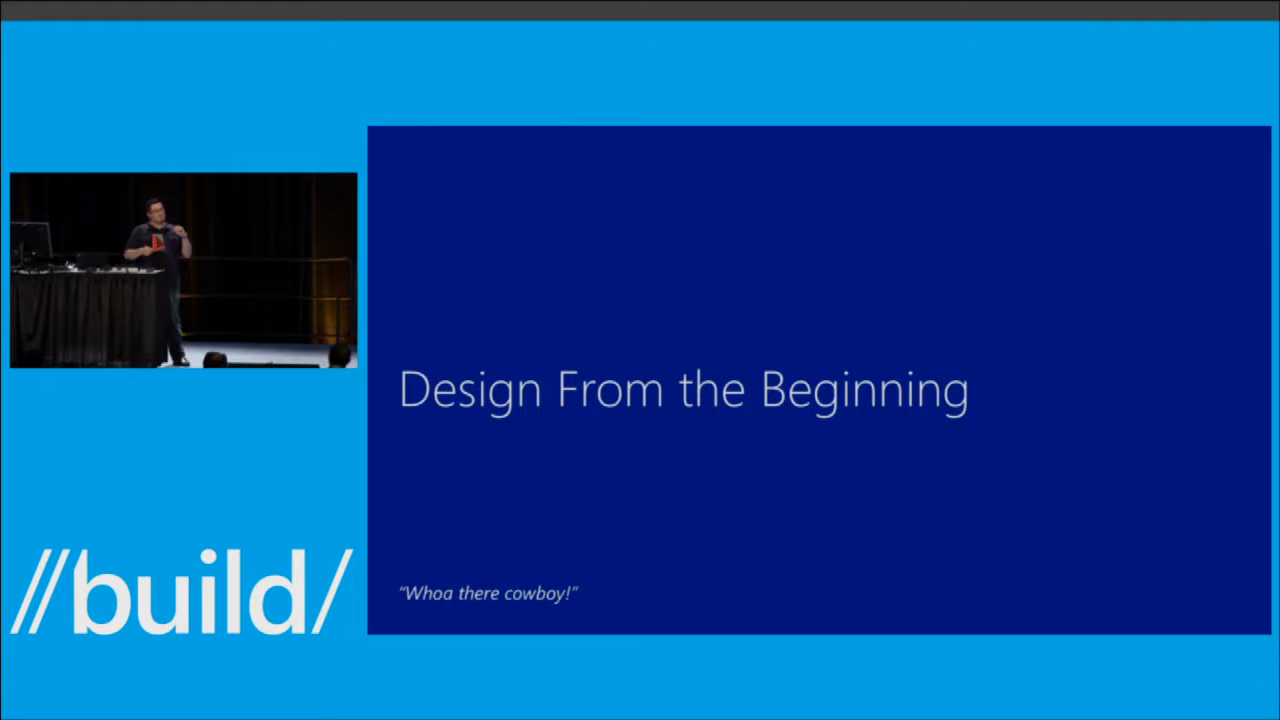 Design From the Beginning
"Whoa there cowboy!"
//build/